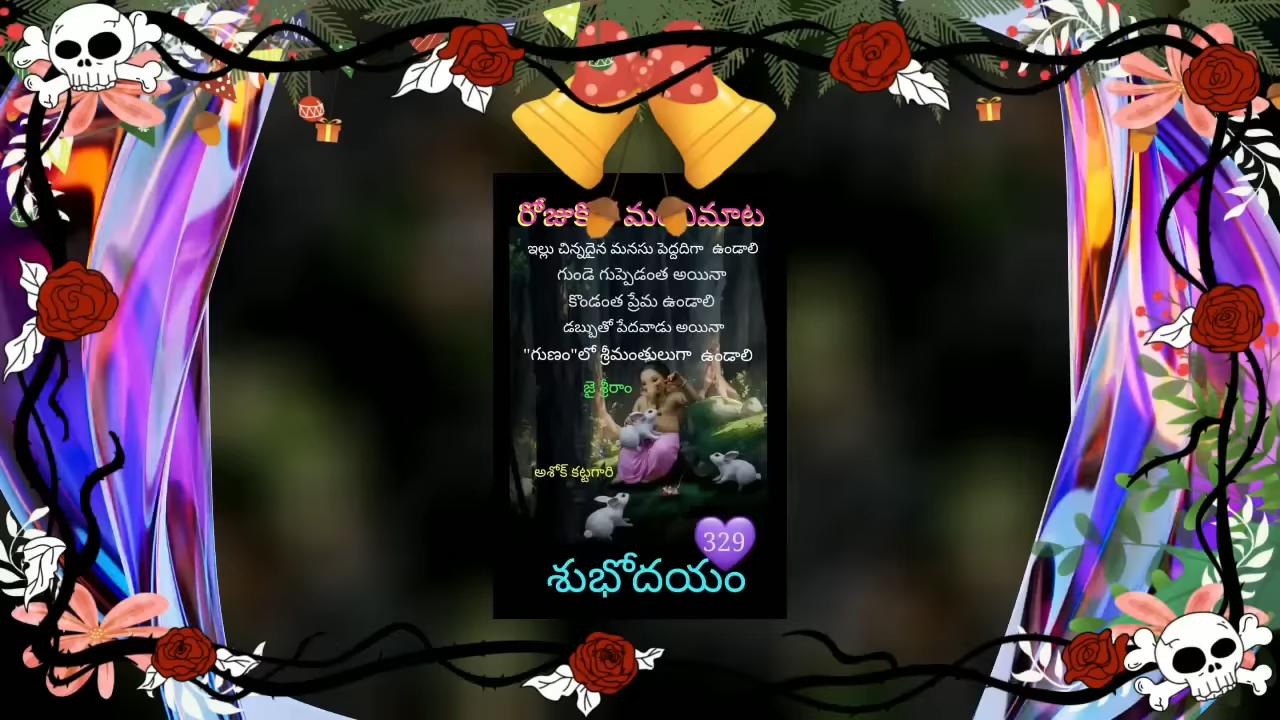 రోజుకో మంచిమాట
ఇల్లు చిన్నదైన మనసు పెద్దదిగా ఉండాలి
గుండె గుప్పెడంత అయినా
కొండంత ప్రేమ ఉండాలి
డబ్బుతో పేదవాడు అయినా
"గుణం"లో శ్రీమంతులుగా ఉండాలి
జై శ్రీరాం
అశోక్ కట్టగారి
329
శుభోదయం